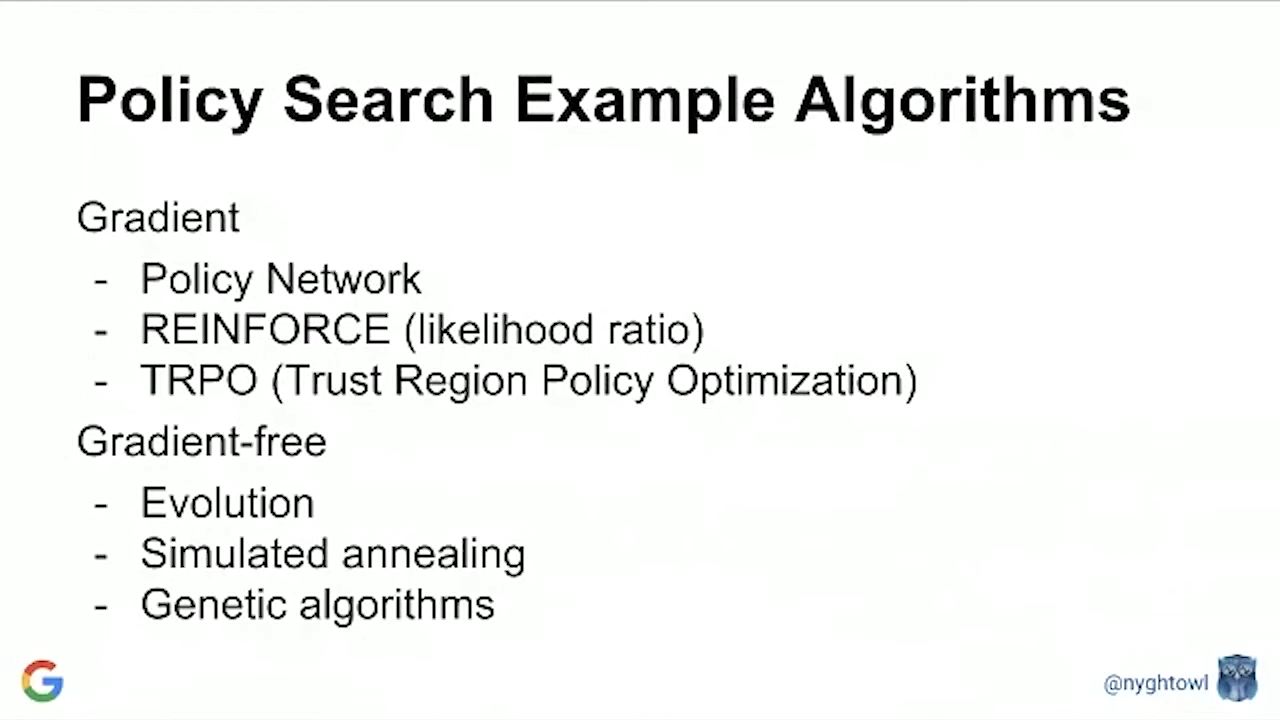 Policy Search Example Algorithms
Gradient
- Policy Network
- REINFORCE (likelihood ratio)
- TRPO (Trust Region Policy Optimization)
Gradient-free
- Evolution
- Simulated annealing
- Genetic algorithms
G
@nyghtowl